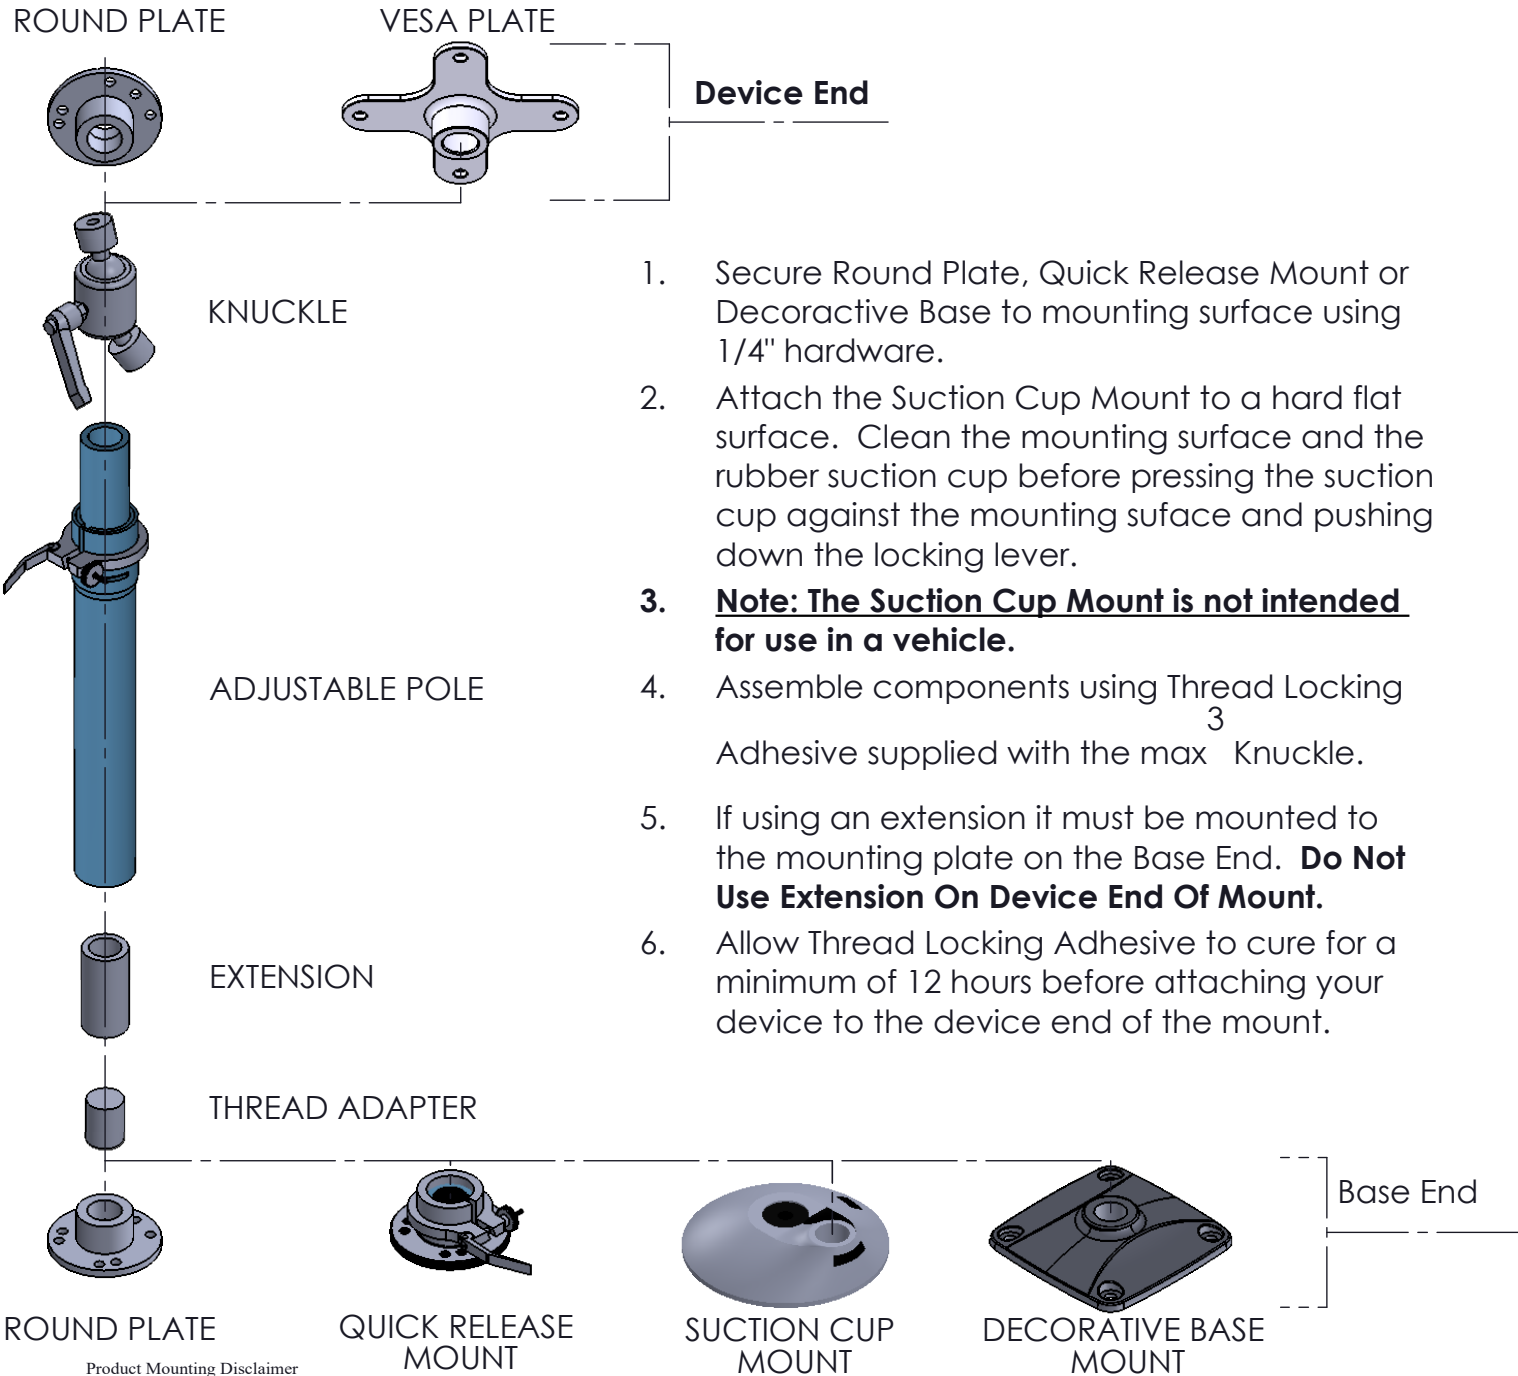 ROUND PLATE
VESA PLATE
Device End
KNUCKLE
1. Secure Round Plate, Quick Release Mount or
Decoractive Base to mounting surface using
1/4" hardware.
2. Attach the Suction Cup Mount to a hard flat
surface.  Clean the mounting surface and the
rubber suction cup before pressing the suction
cup against the mounting suface and pushing
down the locking lever.
3. Note: The Suction Cup Mount is not intended
for use in a vehicle.
ADJUSTABLE POLE
4. Assemble components using Thread Locking
Adhesive supplied with the max³ Knuckle.
5. If using an extension it must be mounted to
the mounting plate on the Base End.  Do Not
Use Extension On Device End Of Mount.
EXTENSION
6. Allow Thread Locking Adhesive to cure for a
minimum of 12 hours before attaching your
device to the device end of the mount.
THREAD ADAPTER
Base End
ROUND PLATE
QUICK RELEASE
MOUNT
SUCTION CUP
MOUNT
DECORATIVE BASE
MOUNT
Product Mounting Disclaimer